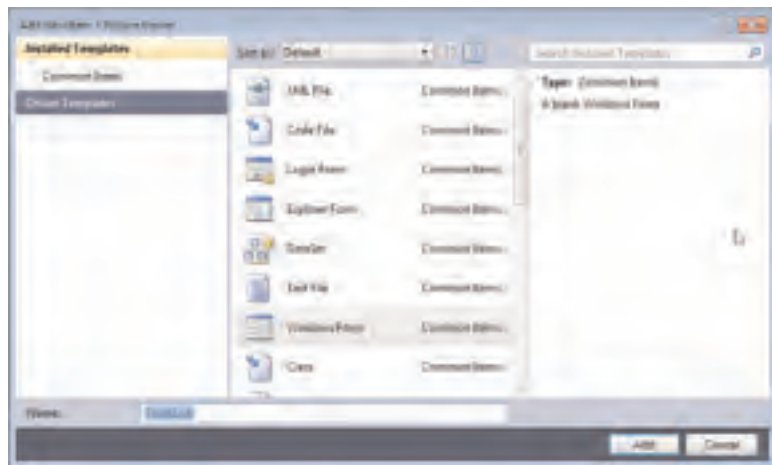 Add New Item - Picture Viewer
Installed Templates
Common Items
Online Templates
Sort by: Default
Search Installed Templates
XML File Common Items
Code File Common Items
Login Form Common Items
Explorer Form Common Items
DataSet Common Items
Text File Common Items
Windows Form Common Items
Class Common Items
Type: Common Items
A blank Windows Form
Name:
Add
Cancel